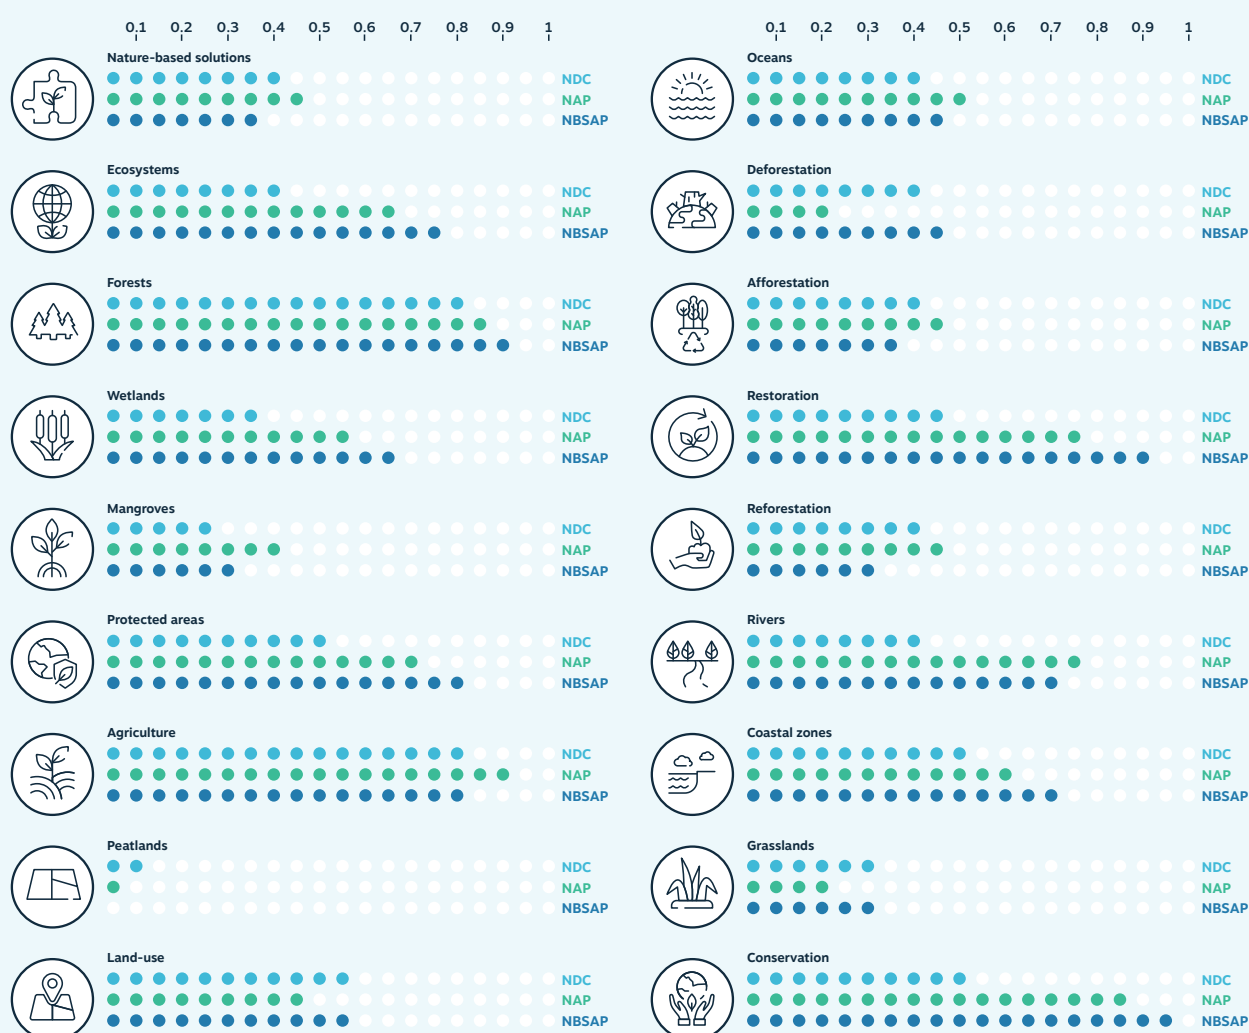 0.1 0.2 0.3 0.4 0.5 0.6 0.7 0.8 0.9 1
Nature-based solutions
NDC
NAP
NBSAP
Ecosystems
NDC
NAP
NBSAP
Forests
NDC
NAP
NBSAP
Wetlands
NDC
NAP
NBSAP
Mangroves
NDC
NAP
NBSAP
Protected areas
NDC
NAP
NBSAP
Agriculture
NDC
NAP
NBSAP
Peatlands
NDC
NAP
NBSAP
Land-use
NDC
NAP
NBSAP
0.1 0.2 0.3 0.4 0.5 0.6 0.7 0.8 0.9 1
Oceans
NDC
NAP
NBSAP
Deforestation
NDC
NAP
NBSAP
Afforestation
NDC
NAP
NBSAP
Restoration
NDC
NAP
NBSAP
Reforestation
NDC
NAP
NBSAP
Rivers
NDC
NAP
NBSAP
Coastal zones
NDC
NAP
NBSAP
Grasslands
NDC
NAP
NBSAP
Conservation
NDC
NAP
NBSAP